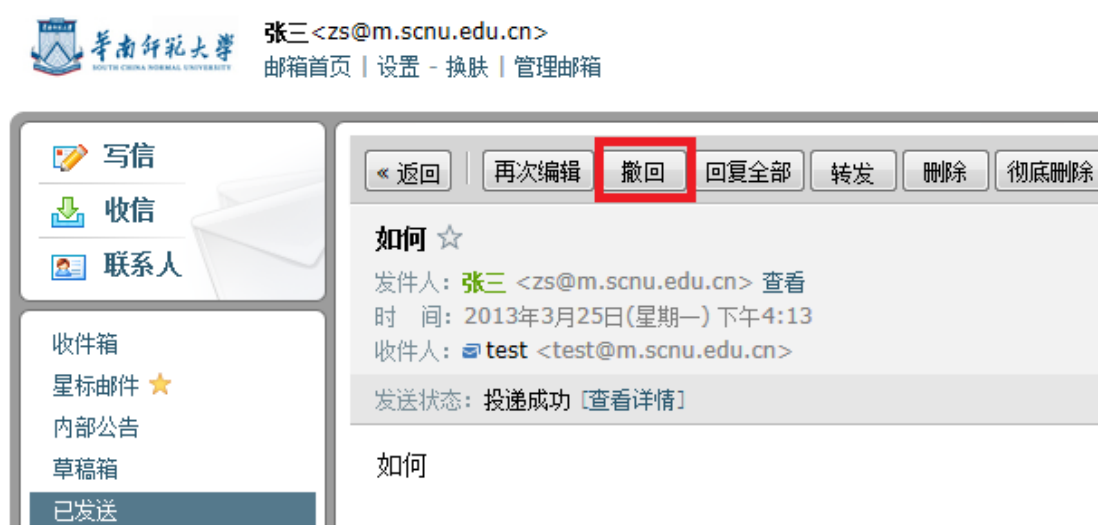 華南师范大学
SOUTH CHINA NORMAL UNIVERSITY
张三<zs@m.scnu.edu.cn>
邮箱首页 | 设置 - 换肤 | 管理邮箱
写信
收信
联系人
收件箱
星标邮件
内部公告
草稿箱
已发送
« 返回 | 再次编辑 撤回 回复全部 转发 删除 彻底删除
如何 ☆
发件人：张三 <zs@m.scnu.edu.cn> 查看
时 间：2013年3月25日(星期一) 下午4:13
收件人：test <test@m.scnu.edu.cn>
发送状态：投递成功 [查看详情]
如何